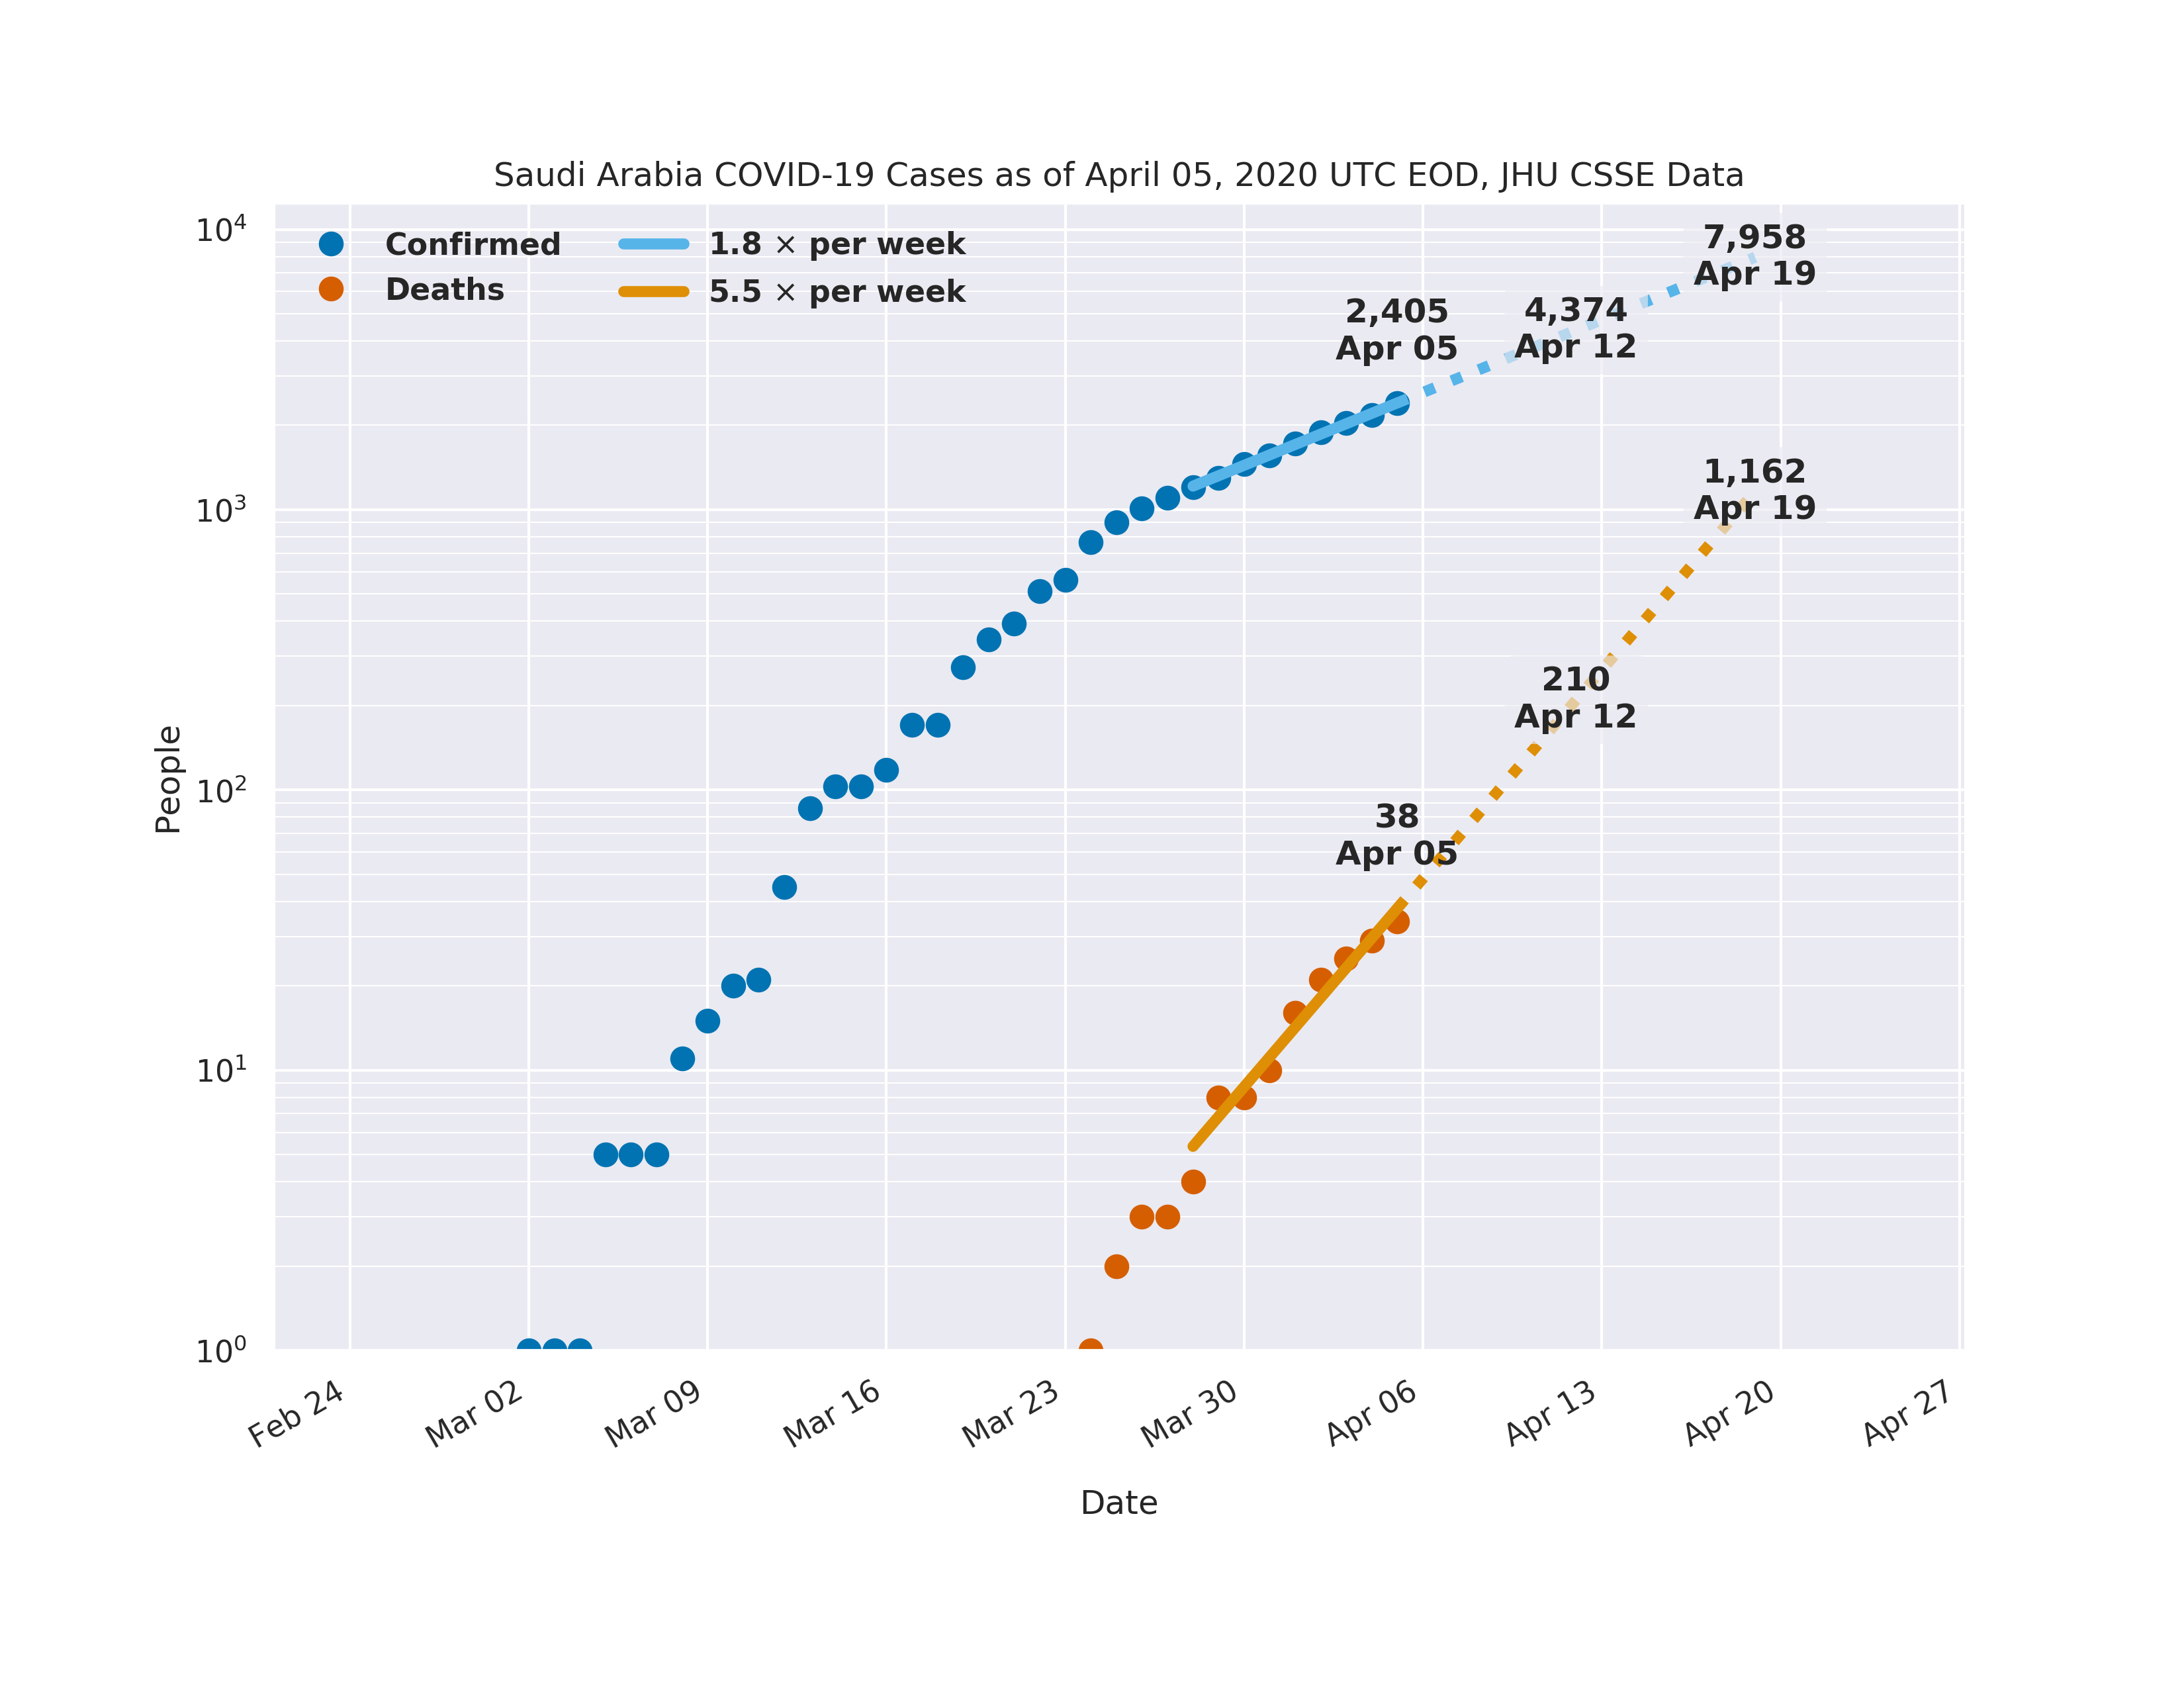 Saudi Arabia COVID-19 Cases as of April 05, 2020 UTC EOD, JHU CSSE Data
Confirmed
Deaths
1.8 × per week
5.5 × per week
7,958
Apr 19
2,405
Apr 05
4,374
Apr 12
1,162
Apr 19
210
Apr 12
38
Apr 05
10⁴
10³
10²
10¹
10⁰
People
Feb 24
Mar 02
Mar 09
Mar 16
Mar 23
Mar 30
Apr 06
Apr 13
Apr 20
Apr 27
Date